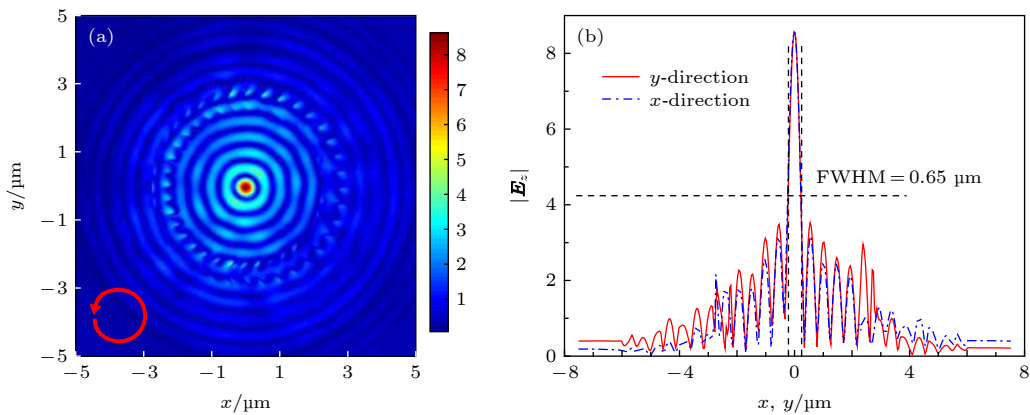 (a)
5
3
1
−1
−3
−5
y/µm
−5 −3 −1 1 3 5
x/µm
8
7
6
5
4
3
2
1
(b)
y-direction
x-direction
FWHM = 0.65 µm
8
6
4
2
0
|E_z|
−8 −4 0 4 8
x, y/µm